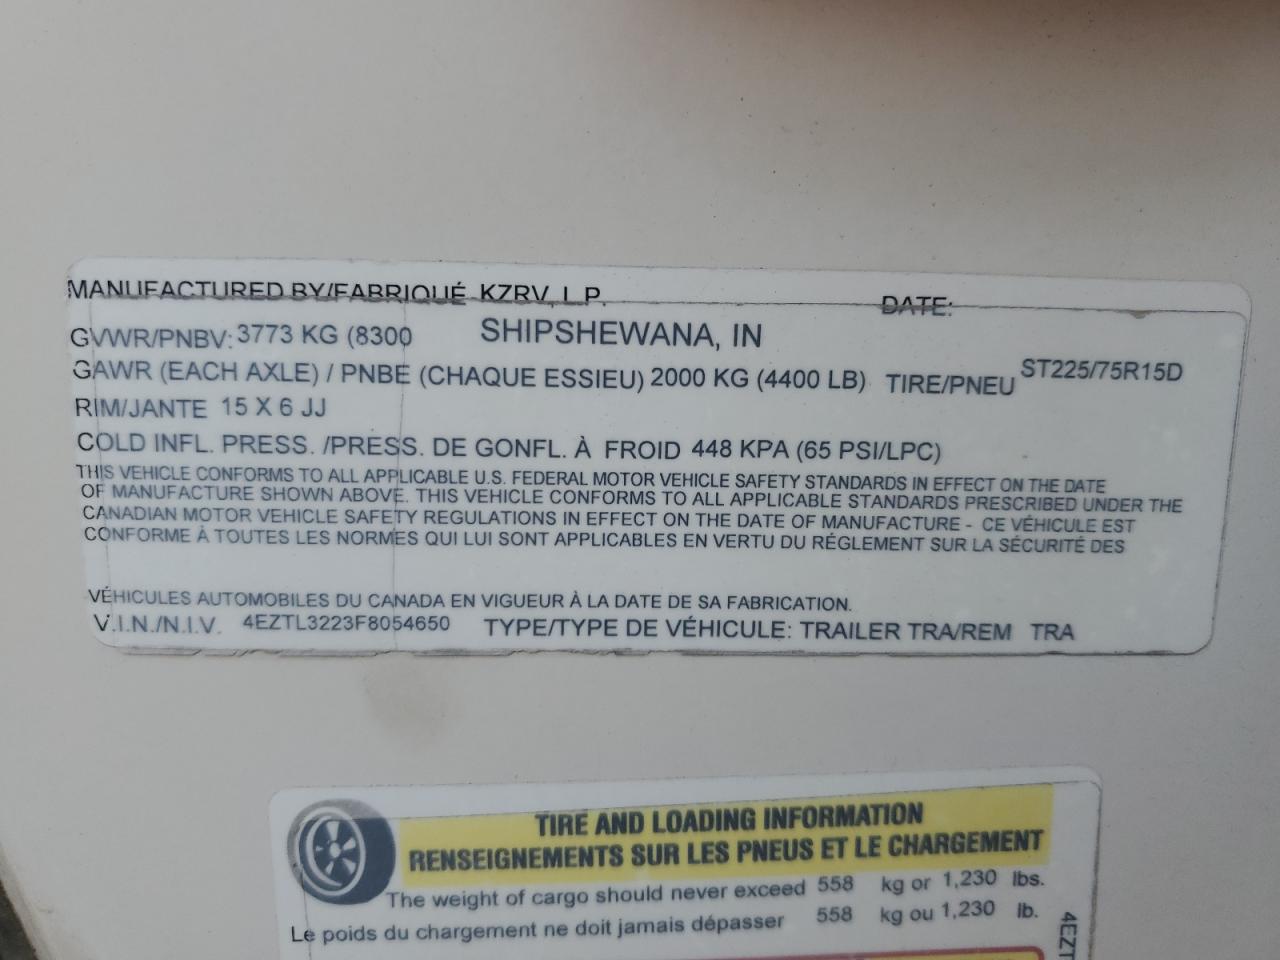 MANUFACTURED BY/FABRIQUÉ KZRV, L.P. DATE:
GVWR/PNBV: 3773 KG (8300 SHIPSHEWANA, IN
GAWR (EACH AXLE) / PNBE (CHAQUE ESSIEU) 2000 KG (4400 LB) TIRE/PNEU ST225/75R15D
RIM/JANTE 15 X 6 JJ
COLD INFL. PRESS. /PRESS. DE GONFL. À FROID 448 KPA (65 PSI/LPC)
THIS VEHICLE CONFORMS TO ALL APPLICABLE U.S. FEDERAL MOTOR VEHICLE SAFETY STANDARDS IN EFFECT ON THE DATE
OF MANUFACTURE SHOWN ABOVE. THIS VEHICLE CONFORMS TO ALL APPLICABLE STANDARDS PRESCRIBED UNDER THE
CANADIAN MOTOR VEHICLE SAFETY REGULATIONS IN EFFECT ON THE DATE OF MANUFACTURE - CE VÉHICULE EST
CONFORME À TOUTES LES NORMES QUI LUI SONT APPLICABLES EN VERTU DU RÉGLEMENT SUR LA SÉCURITÉ DES
VÉHICULES AUTOMOBILES DU CANADA EN VIGUEUR À LA DATE DE SA FABRICATION.
V.I.N./N.I.V. 4EZTL3223F8054650 TYPE/TYPE DE VÉHICULE: TRAILER TRA/REM TRA
TIRE AND LOADING INFORMATION
RENSEIGNEMENTS SUR LES PNEUS ET LE CHARGEMENT
The weight of cargo should never exceed 558 kg or 1,230 lbs.
Le poids du chargement ne doit jamais dépasser 558 kg ou 1,230 lb.
4EZT